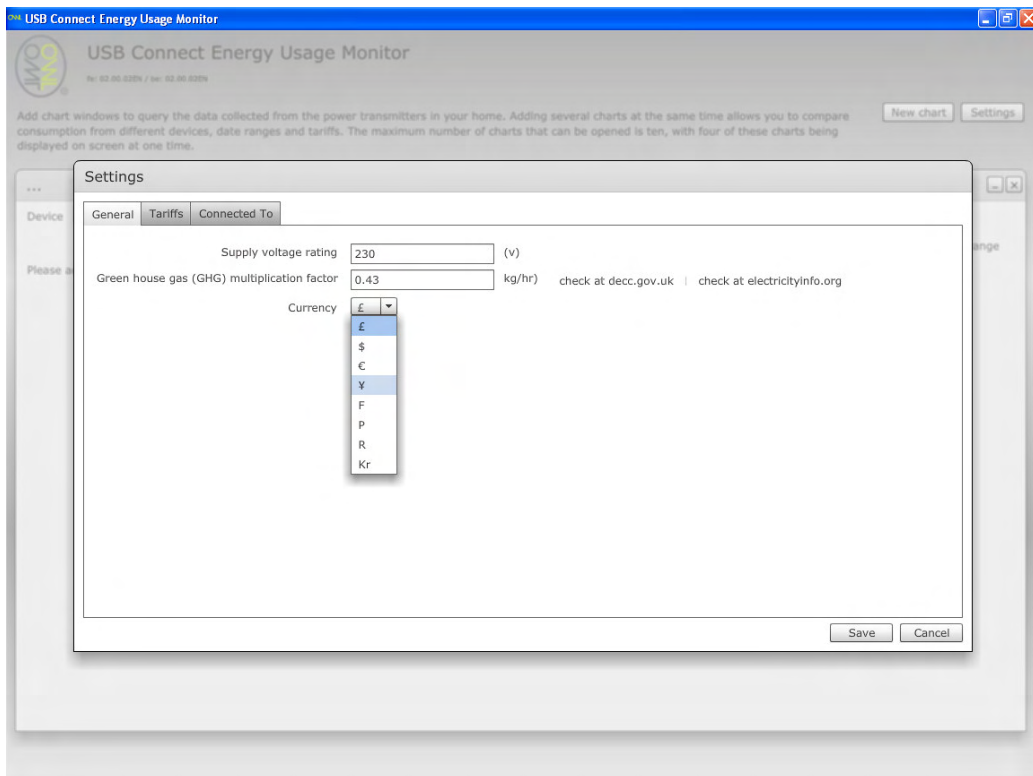 OWL USB Connect Energy Usage Monitor
OWL
OWL
USB Connect Energy Usage Monitor
Add chart windows to query the data collected from the power transmitters in your home. Adding several charts at the same time allows you to compare
consumption from different devices, date ranges and tariffs. The maximum number of charts that can be opened is ten, with four of these charts being
displayed on screen at one time.
New chart Settings
...
Device
ange
Please a
Settings
General Tariffs Connected To
Supply voltage rating 230 (v)
Green house gas (GHG) multiplication factor 0.43 kg/hr) check at decc.gov.uk | check at electricityinfo.org
Currency £
£
$
€
¥
F
P
R
Kr
Save Cancel